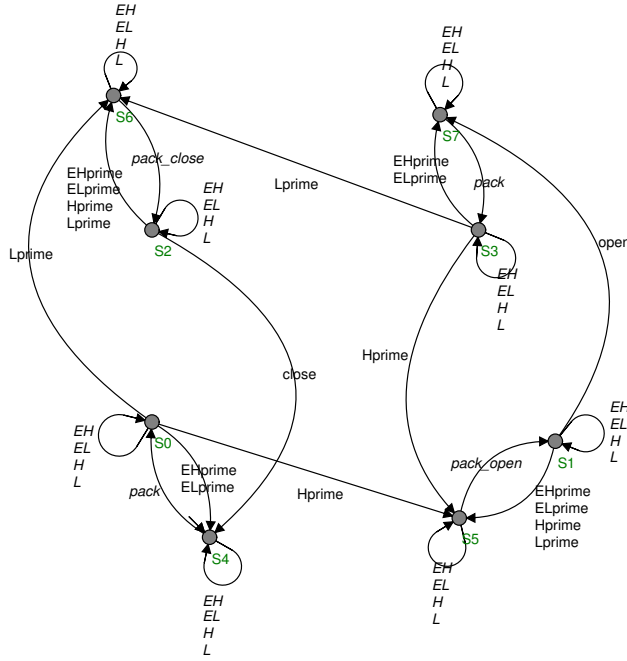 EH
EL
H
L
S6
EH
EL
H
L
S7
pack_close
EHprime
ELprime
Hprime
Lprime
EH
EL
H
L
S2
Lprime
EHprime
ELprime
pack
S3
EH
EL
H
L
open
Lprime
close
Hprime
EH
EL
H
L
S0
EHprime
ELprime
pack
Hprime
S4
EH
EL
H
L
pack_open
S1
EH
EL
H
L
EHprime
ELprime
Hprime
Lprime
S5
EH
EL
H
L